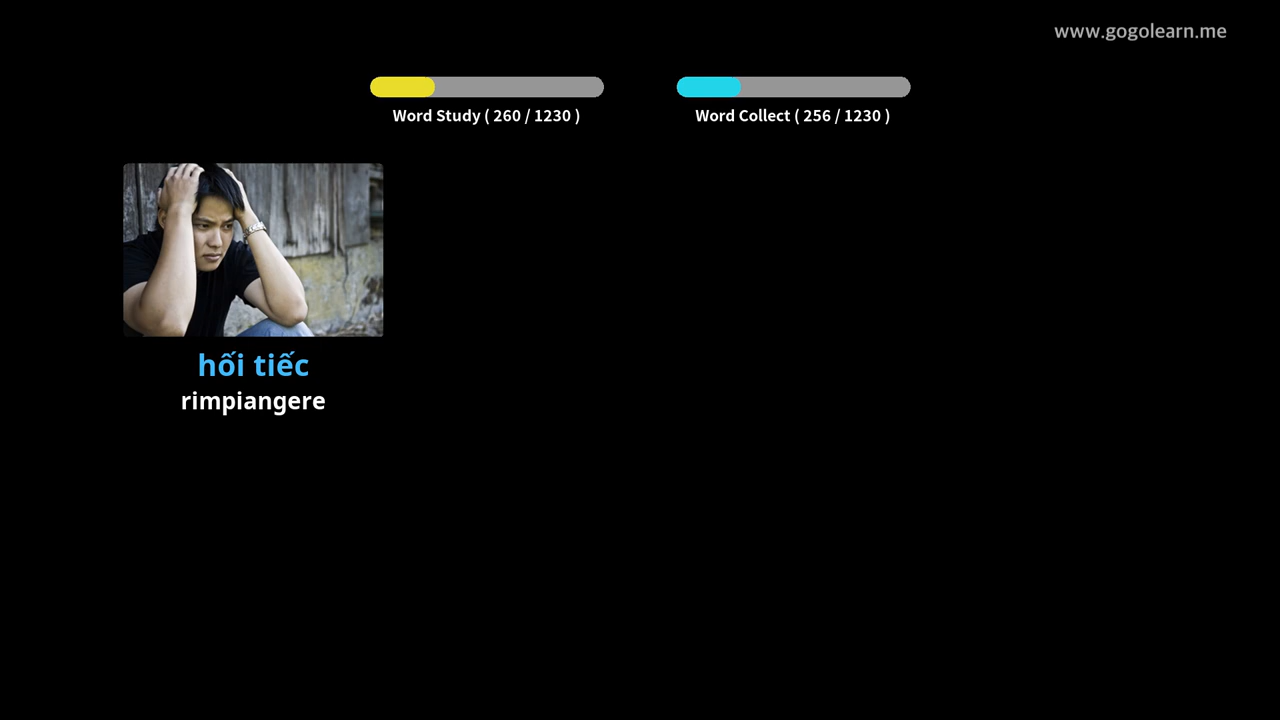 www.gogolearn.me
Word Study ( 260 / 1230 )
Word Collect ( 256 / 1230 )
hối tiếc
rimpiangere